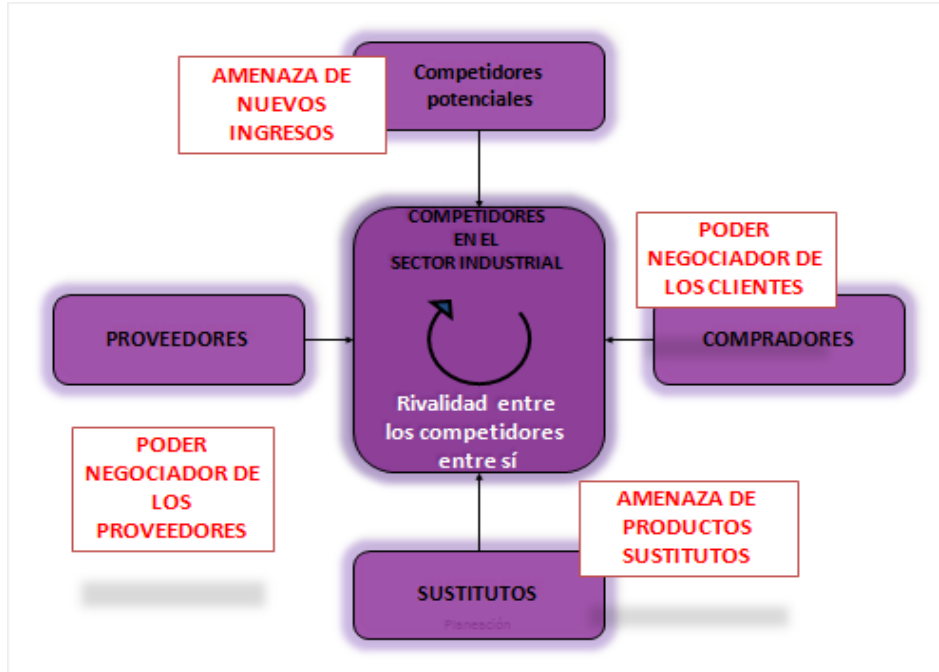 Competidores
potenciales
AMENAZA DE
NUEVOS
INGRESOS
COMPETIDORES
EN EL
SECTOR INDUSTRIAL
PODER
NEGOCIADOR DE
LOS CLIENTES
PROVEEDORES
COMPRADORES
Rivalidad entre
los competidores
entre sí
PODER
NEGOCIADOR DE
LOS
PROVEEDORES
AMENAZA DE
PRODUCTOS
SUSTITUTOS
SUSTITUTOS
Planeación